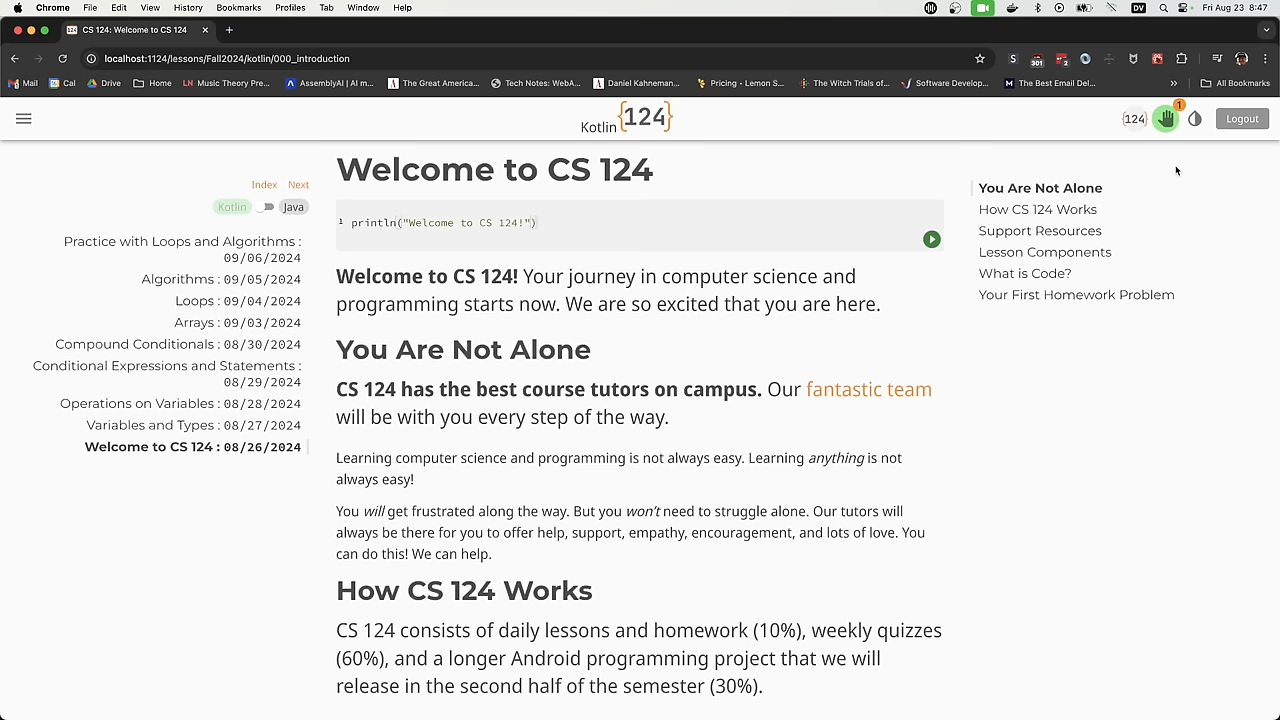 Chrome File Edit View History Bookmarks Profiles Tab Window Help DV Fri Aug 23 8:47
CS 124: Welcome to CS 124
localhost:1124/lessons/Fall2024/kotlin/000_introduction
Mail Cal Drive Home Music Theory Pre... AssemblyAI | AI m... The Great America... Tech Notes: WebA... Daniel Kahneman... Pricing • Lemon S... The Witch Trials of... Software Develop... The Best Email Del... » All Bookmarks
Kotlin {124}
{124} 1 Logout
Index Next
Kotlin Java
Practice with Loops and Algorithms :
09/06/2024
Algorithms : 09/05/2024
Loops : 09/04/2024
Arrays : 09/03/2024
Compound Conditionals : 08/30/2024
Conditional Expressions and Statements :
08/29/2024
Operations on Variables : 08/28/2024
Variables and Types : 08/27/2024
Welcome to CS 124 : 08/26/2024
Welcome to CS 124
1 println("Welcome to CS 124!")
Welcome to CS 124! Your journey in computer science and
programming starts now. We are so excited that you are here.
You Are Not Alone
CS 124 has the best course tutors on campus. Our fantastic team
will be with you every step of the way.
Learning computer science and programming is not always easy. Learning anything is not
always easy!
You will get frustrated along the way. But you won't need to struggle alone. Our tutors will
always be there for you to offer help, support, empathy, encouragement, and lots of love. You
can do this! We can help.
How CS 124 Works
CS 124 consists of daily lessons and homework (10%), weekly quizzes
(60%), and a longer Android programming project that we will
release in the second half of the semester (30%).
You Are Not Alone
How CS 124 Works
Support Resources
Lesson Components
What is Code?
Your First Homework Problem